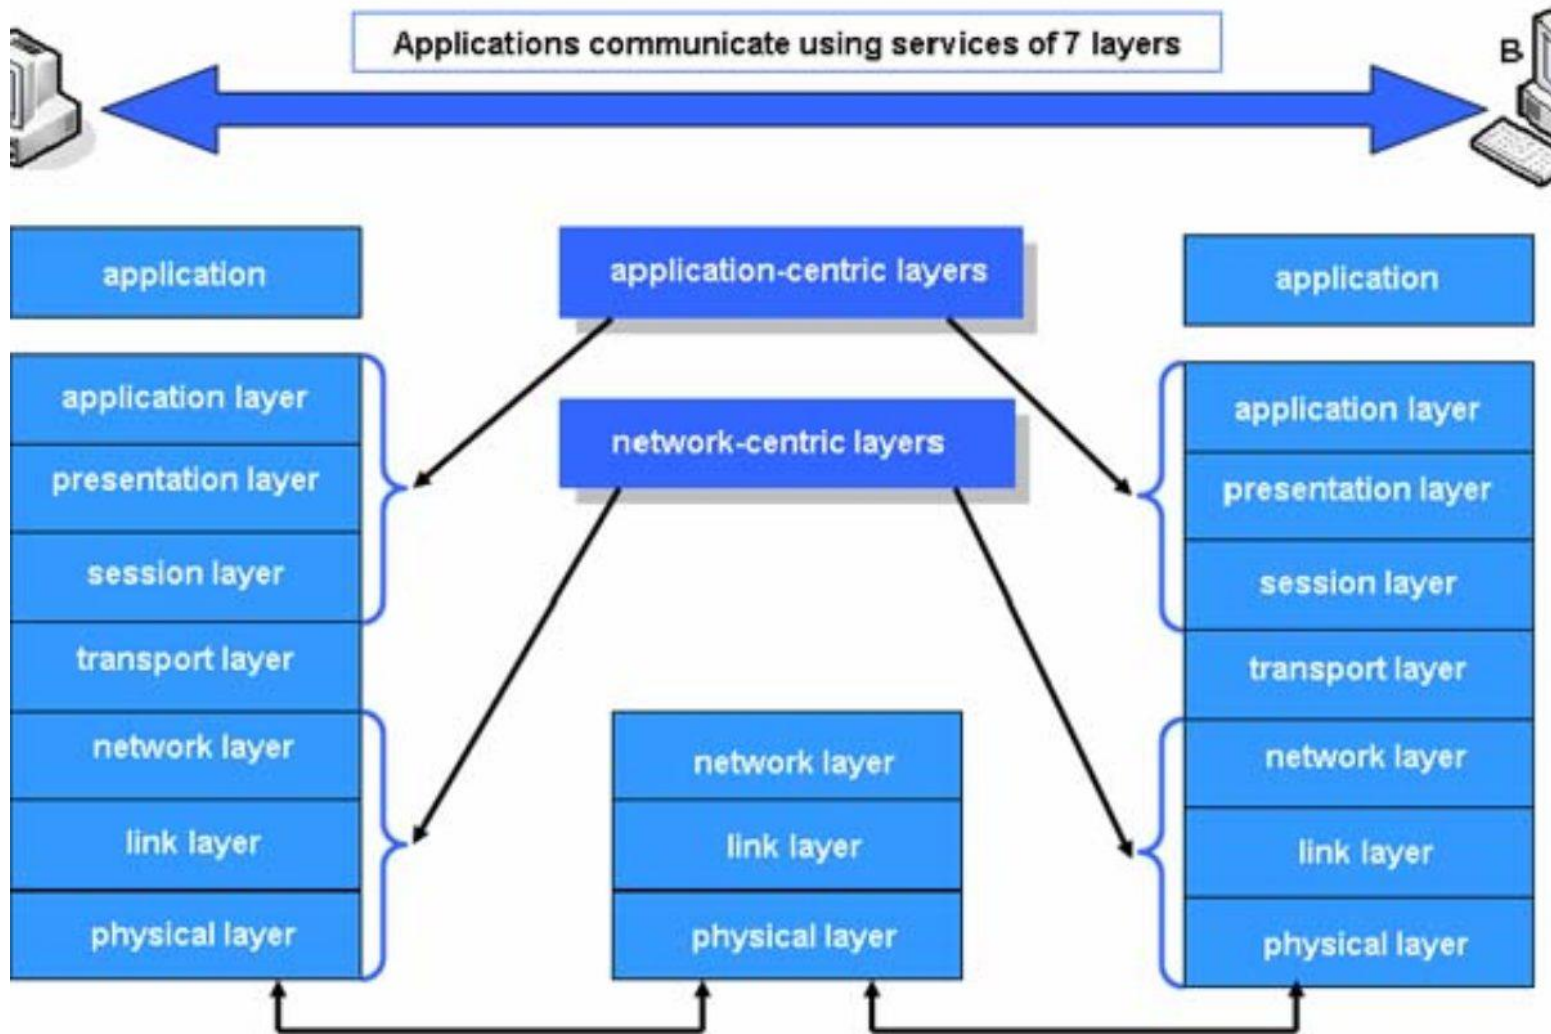 Applications communicate using services of 7 layers
B
application
application-centric layers
application
network-centric layers
application layer
presentation layer
session layer
transport layer
network layer
link layer
physical layer
network layer
link layer
physical layer
application layer
presentation layer
session layer
transport layer
network layer
link layer
physical layer